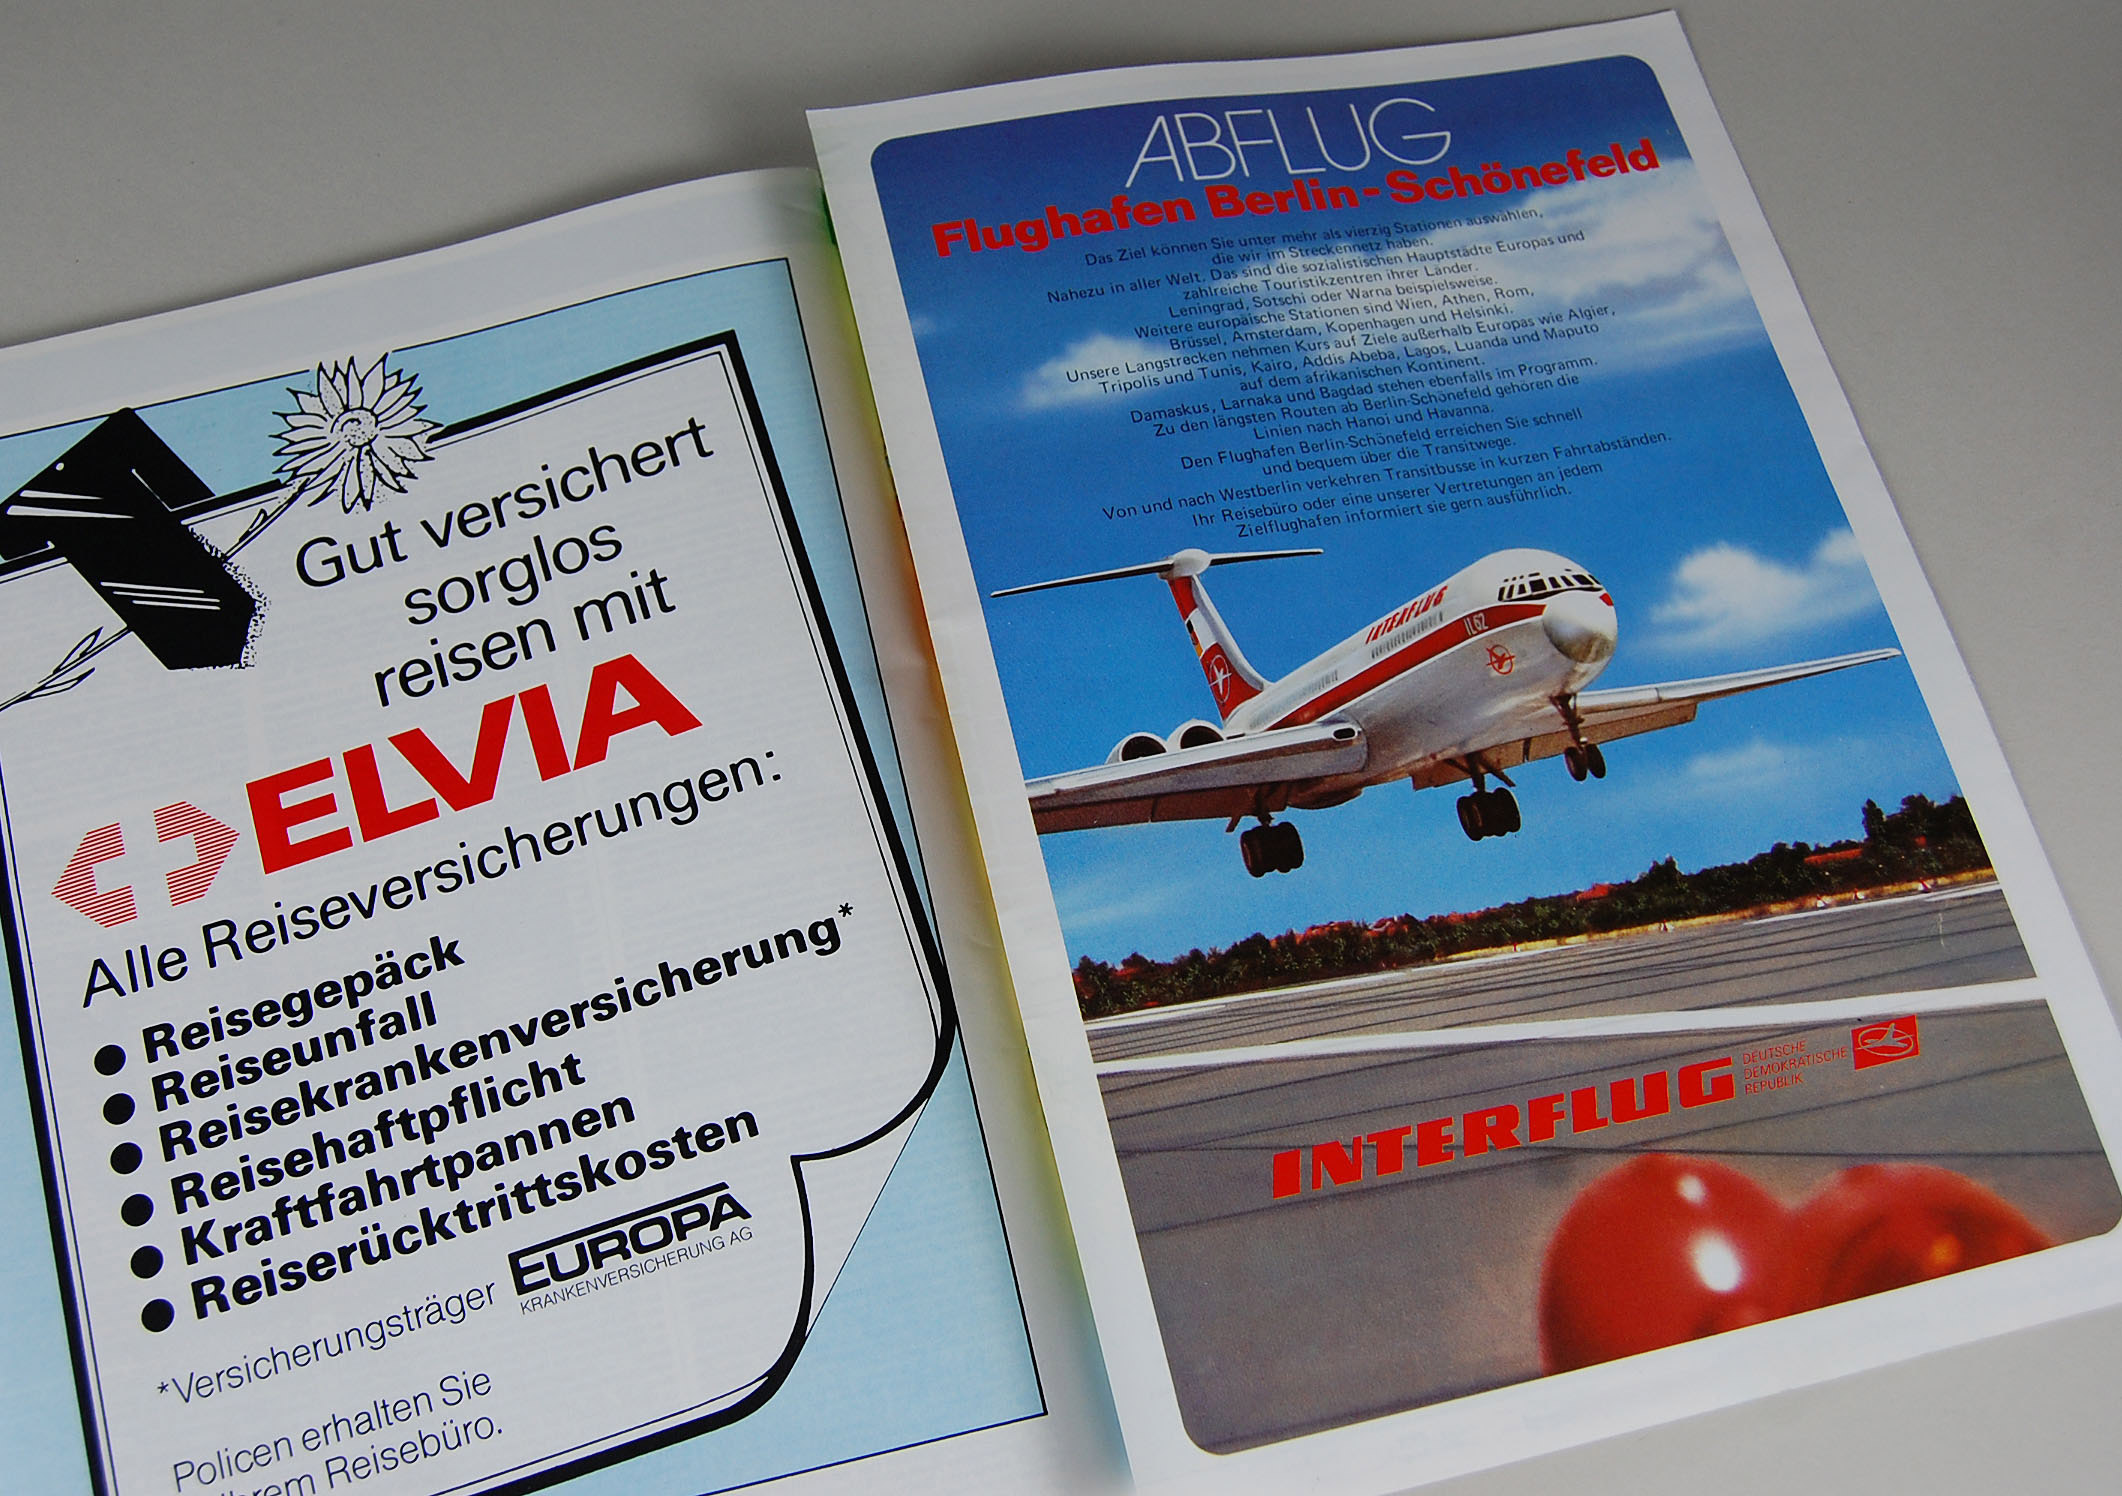 Gut versichert
sorglos
reisen mit
ELVIA
Alle Reiseversicherungen:
● Reisegepäck
● Reiseunfall
● Reisekrankenversicherung*
● Reisehaftpflicht
● Kraftfahrtpannen
● Reiserücktrittskosten
*Versicherungsträger EUROPA
KRANKENVERSICHERUNG AG
Policen erhalten Sie
Ihrem Reisebüro.
ABFLUG
Flughafen Berlin-Schönefeld
Das Ziel können Sie unter mehr als vierzig Stationen auswählen,
die wir im Streckennetz haben.
Nahezu in aller Welt. Das sind die sozialistischen Hauptstädte Europas und
zahlreiche Touristikzentren ihrer Länder.
Leningrad, Sotschi oder Warna beispielsweise.
Weitere europäische Stationen sind Wien, Athen, Rom,
Brüssel, Amsterdam, Kopenhagen und Helsinki.
Unsere Langstrecken nehmen Kurs auf Ziele außerhalb Europas wie Algier,
Tripolis und Tunis, Kairo, Addis Abeba, Lagos, Luanda und Maputo
auf dem afrikanischen Kontinent.
Damaskus, Larnaka und Bagdad stehen ebenfalls im Programm.
Zu den längsten Routen ab Berlin-Schönefeld gehören die
Linien nach Hanoi und Havanna.
Den Flughafen Berlin-Schönefeld erreichen Sie schnell
und bequem über die Transitwege.
Von und nach Westberlin verkehren Transitbusse in kurzen Fahrtabständen.
Ihr Reisebüro oder eine unserer Vertretungen an jedem
Zielflughafen informiert sie gern ausführlich.
INTERFLUG
IL62
INTERFLUG
DEUTSCHE
DEMOKRATISCHE
REPUBLIK